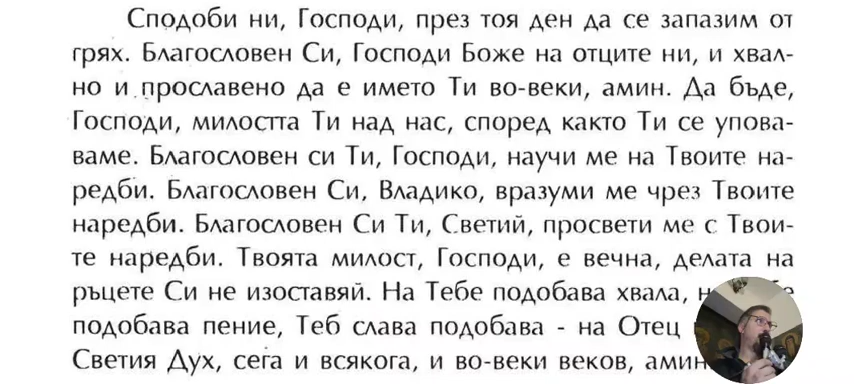 Сподоби ни, Господи, през тоя ден да се запазим от
грях. Благословен Си, Господи Боже на отците ни, и хвал-
но и прославено да е името Ти во-веки, амин. Да бъде,
Господи, милостта Ти над нас, според както Ти се упова-
ваме. Благословен си Ти, Господи, научи ме на Твоите на-
редби. Благословен Си, Владико, вразуми ме чрез Твоите
наредби. Благословен Си Ти, Светий, просвети ме с Твои-
те наредби. Твоята милост, Господи, е вечна, делата на
ръцете Си не изоставяй. На Тебе подобава хвала,
подобава пение, Теб слава подобава - на Отец
Светия Дух, сега и всякога, и во-веки веков, амин